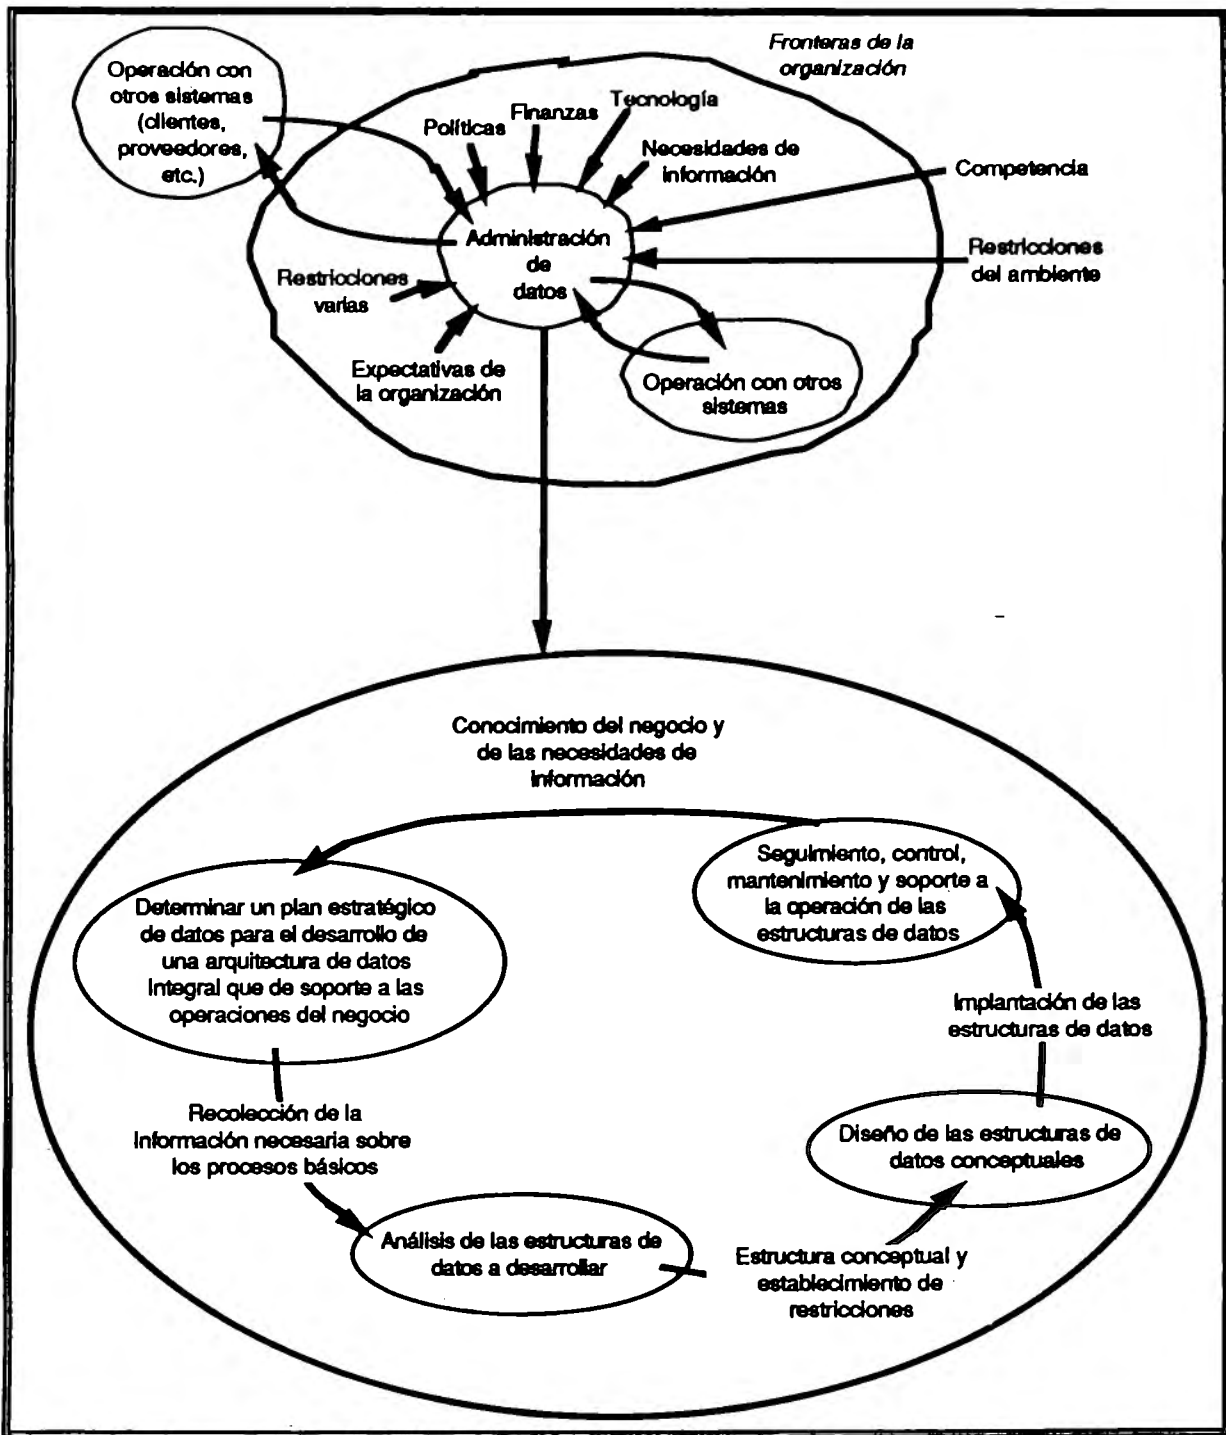 Fronteras de la
organización
Operación con
otros sistemas
(clientes,
proveedores,
etc.)
Políticas
Finanzas
Tecnología
Necesidades de
información
Competencia
Restricciones
del ambiente
Administración
de
datos
Restricciones
varias
Expectativas de
la organización
Operación con otros
sistemas
Conocimiento del negocio y
de las necesidades de
información
Determinar un plan estratégico
de datos para el desarrollo de
una arquitectura de datos
Integral que de soporte a las
operaciones del negocio
Seguimiento, control,
mantenimiento y soporte a
la operación de las
estructuras de datos
Implantación de las
estructuras de datos
Recolección de la
Información necesaria sobre
los procesos básicos
Diseño de las estructuras de
datos conceptuales
Análisis de las estructuras de
datos a desarrollar
Estructura conceptual y
establecimiento de
restricciones